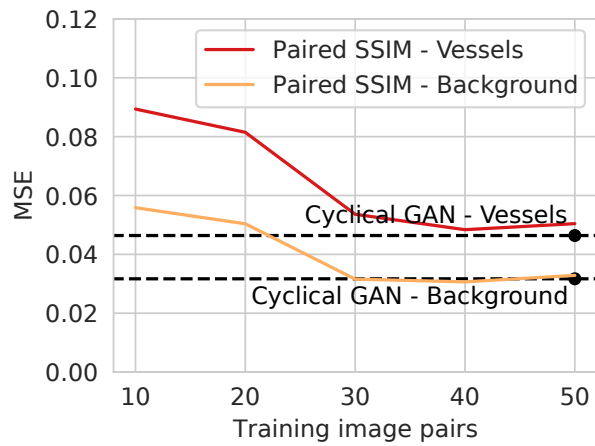 0.12
0.10
0.08
0.06
0.04
0.02
0.00
MSE
Paired SSIM - Vessels
Paired SSIM - Background
Cyclical GAN - Vessels
Cyclical GAN - Background
10 20 30 40 50
Training image pairs